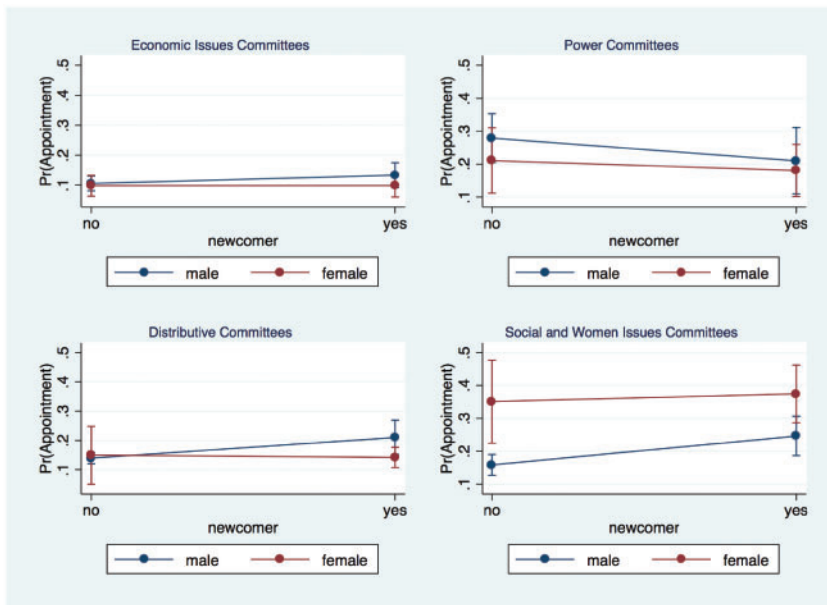 Economic Issues Committees
Pr(Appointment)
.5
.4
.3
.2
.1
no yes
newcomer
male female
Power Committees
Pr(Appointment)
.5
.4
.3
.2
.1
no yes
newcomer
male female
Distributive Committees
Pr(Appointment)
.5
.4
.3
.2
.1
no yes
newcomer
male female
Social and Women Issues Committees
Pr(Appointment)
.5
.4
.3
.2
.1
no yes
newcomer
male female